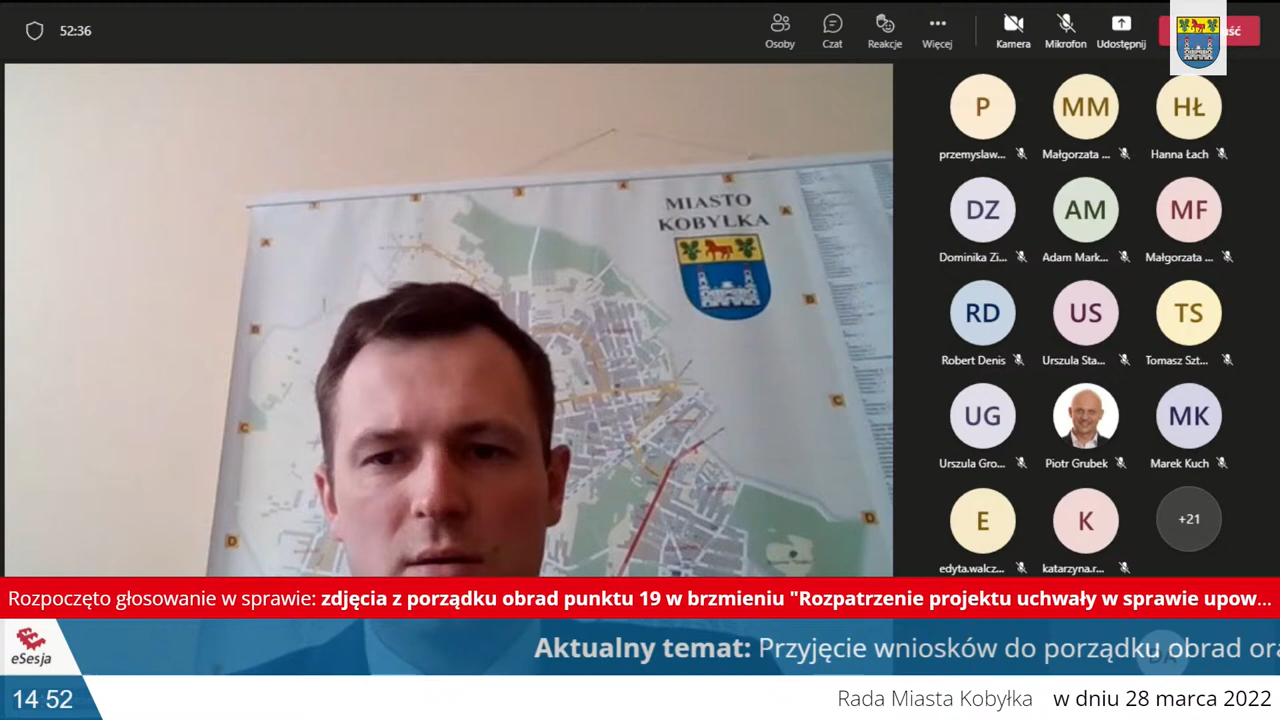 52:36
Osoby
Czat
Reakcje
Więcej
Kamera
Mikrofon
Udostępnij
ść
P
MM
HŁ
przemyslaw...
Małgorzata ...
Hanna Łach
DZ
AM
MF
Dominika Zi...
Adam Mark...
Małgorzata ...
RD
US
TS
Robert Denis
Urszula Sta...
Tomasz Szt...
UG
MK
Urszula Gro...
Piotr Grubek
Marek Kuch
E
K
+21
edyta.walcz...
katarzyna.r...
MIASTO
KOBYŁKA
Rozpoczęto głosowanie w sprawie: zdjęcia z porządku obrad punktu 19 w brzmieniu "Rozpatrzenie projektu uchwały w sprawie upow...
eSesja
Aktualny temat: Przyjęcie wniosków do porządku obrad ora
14 52
Rada Miasta Kobyłka w dniu 28 marca 2022